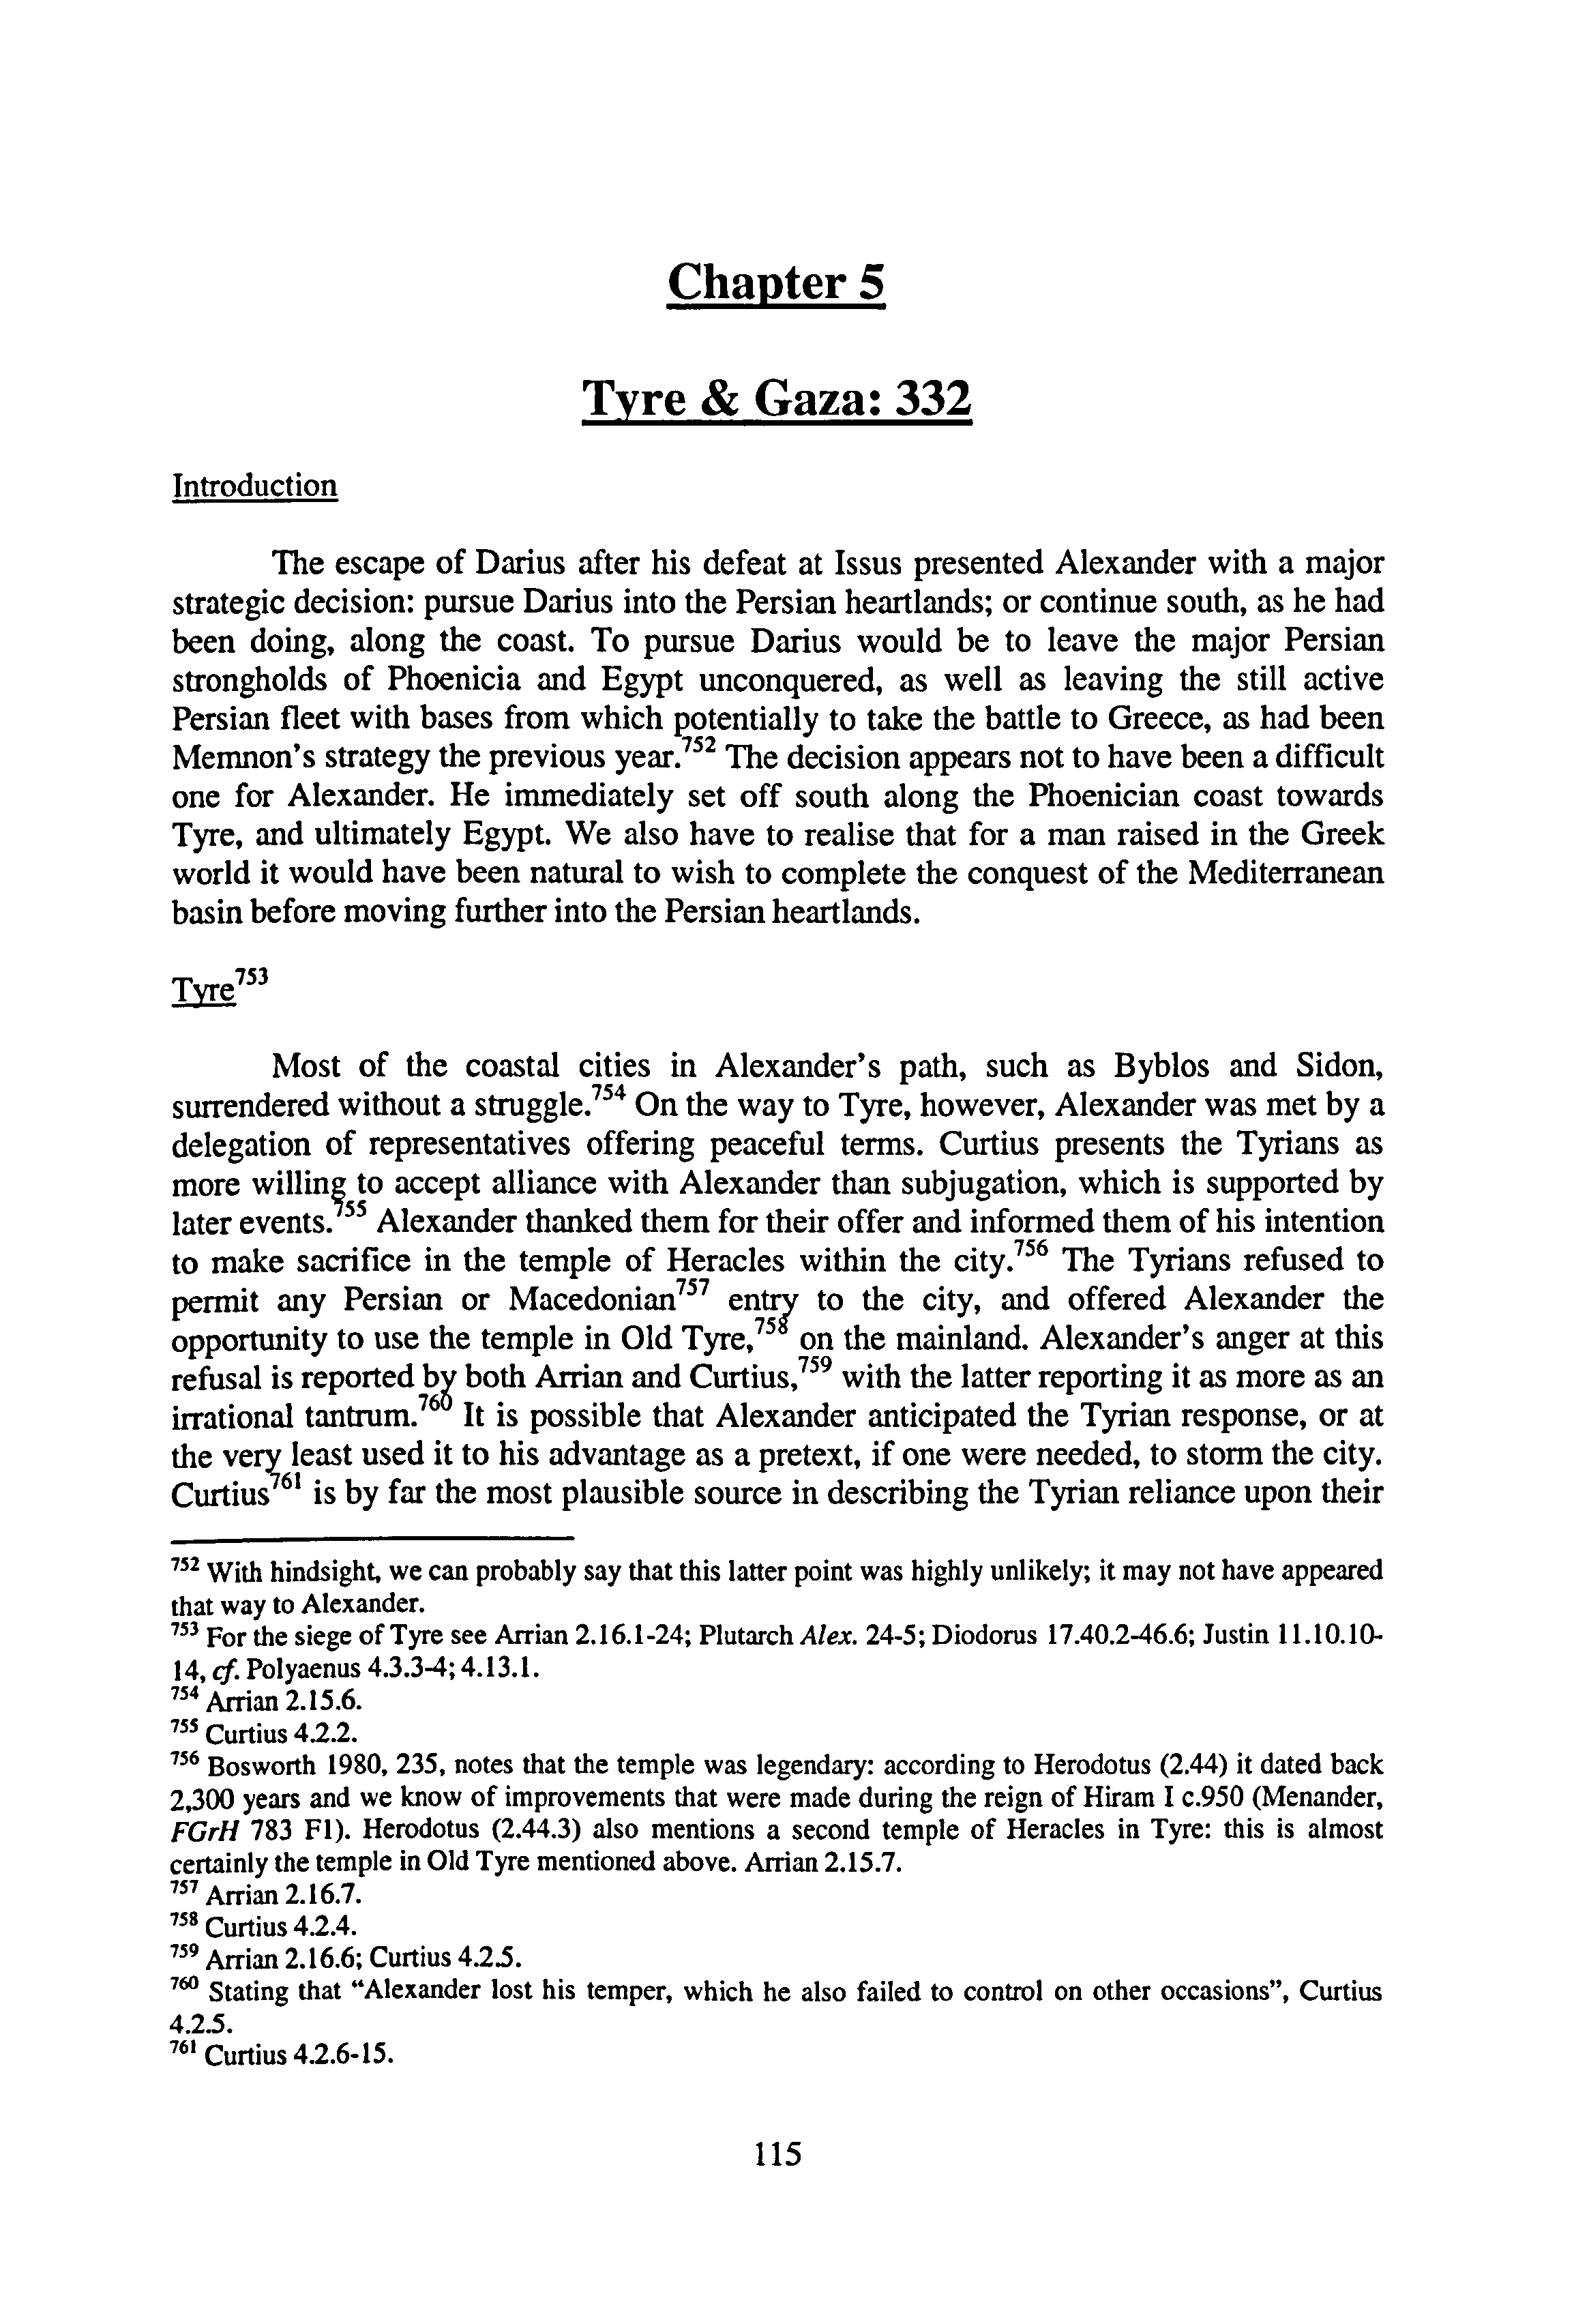 Chapter 5
Tyre & Gaza: 332
Introduction
The escape of Darius after his defeat at Issus presented Alexander with a major
strategic decision: pursue Darius into the Persian heartlands; or continue south, as he had
been doing, along the coast. To pursue Darius would be to leave the major Persian
strongholds of Phoenicia and Egypt unconquered, as well as leaving the still active
Persian fleet with bases from which potentially to take the battle to Greece, as had been
Memnon's strategy the previous year.752 The decision appears not to have been a difficult
one for Alexander. He immediately set off south along the Phoenician coast towards
Tyre, and ultimately Egypt. We also have to realise that for a man raised in the Greek
world it would have been natural to wish to complete the conquest of the Mediterranean
basin before moving further into the Persian heartlands.
Tyre753
Most of the coastal cities in Alexander's path, such as Byblos and Sidon,
surrendered without a struggle.754 On the way to Tyre, however, Alexander was met by a
delegation of representatives offering peaceful terms. Curtius presents the Tyrians as
more willing to accept alliance with Alexander than subjugation, which is supported by
later events.755 Alexander thanked them for their offer and informed them of his intention
to make sacrifice in the temple of Heracles within the city.756 The Tyrians refused to
permit any Persian or Macedonian757 entry to the city, and offered Alexander the
opportunity to use the temple in Old Tyre,758 on the mainland. Alexander's anger at this
refusal is reported by both Arrian and Curtius,759 with the latter reporting it as more as an
irrational tantrum.760 It is possible that Alexander anticipated the Tyrian response, or at
the very least used it to his advantage as a pretext, if one were needed, to storm the city.
Curtius761 is by far the most plausible source in describing the Tyrian reliance upon their
752 With hindsight, we can probably say that this latter point was highly unlikely; it may not have appeared
that way to Alexander.
753 For the siege of Tyre see Arrian 2.16.1-24; Plutarch Alex. 24-5; Diodorus 17.40.2-46.6; Justin 11.10.10-
14, cf. Polyaenus 4.3.3-4; 4.13.1.
754 Arrian 2.15.6.
755 Curtius 4.2.2.
756 Bosworth 1980, 235, notes that the temple was legendary: according to Herodotus (2.44) it dated back
2,300 years and we know of improvements that were made during the reign of Hiram I c.950 (Menander,
FGrH 783 F1). Herodotus (2.44.3) also mentions a second temple of Heracles in Tyre: this is almost
certainly the temple in Old Tyre mentioned above. Arrian 2.15.7.
757 Arrian 2.16.7.
758 Curtius 4.2.4.
759 Arrian 2.16.6; Curtius 4.2.5.
760 Stating that "Alexander lost his temper, which he also failed to control on other occasions", Curtius
4.2.5.
761 Curtius 4.2.6-15.
115